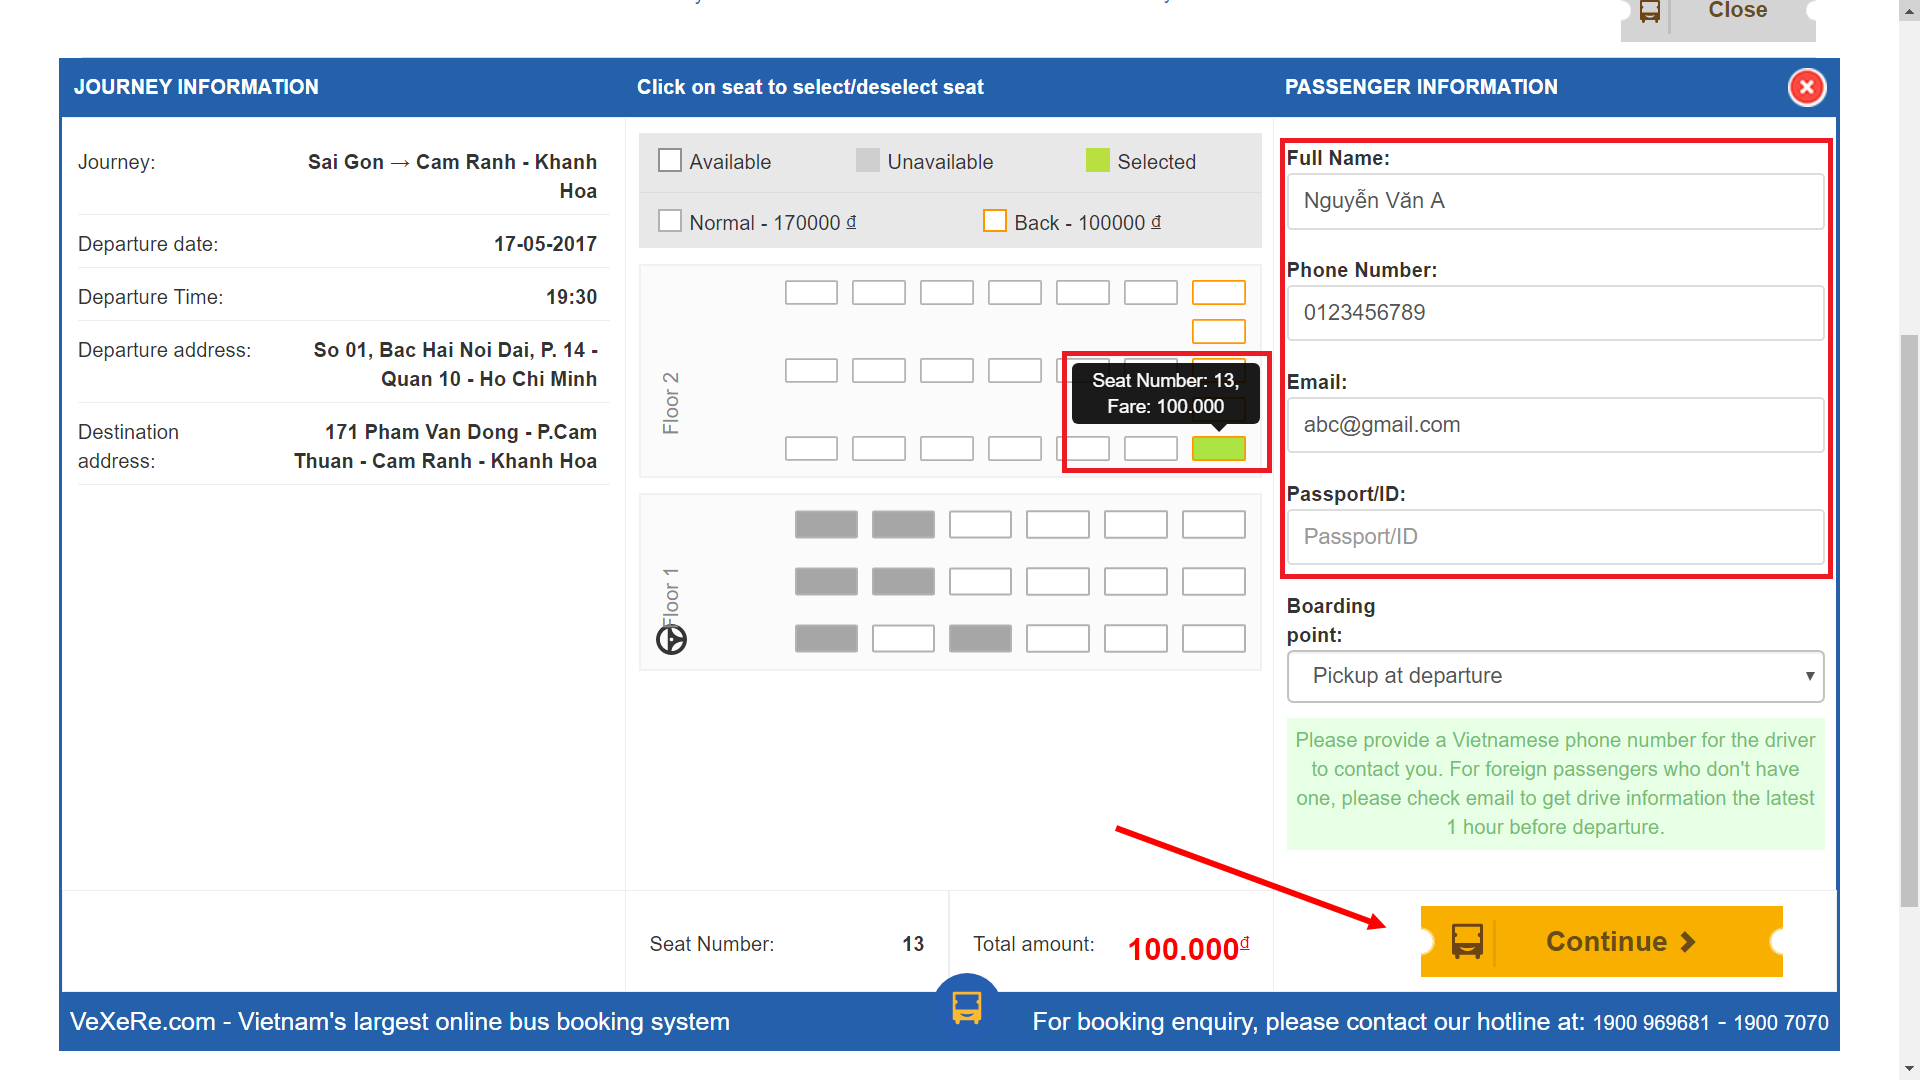 Close
JOURNEY INFORMATION
Click on seat to select/deselect seat
PASSENGER INFORMATION
Journey:
Sai Gon → Cam Ranh - Khanh
Hoa
Departure date:
17-05-2017
Departure Time:
19:30
Departure address:
So 01, Bac Hai Noi Dai, P. 14 -
Quan 10 - Ho Chi Minh
Destination
address:
171 Pham Van Dong - P.Cam
Thuan - Cam Ranh - Khanh Hoa
Available
Unavailable
Selected
Normal - 170000 ₫
Back - 100000 ₫
Floor 2
Seat Number: 13,
Fare: 100.000
Floor 1
Full Name:
Nguyễn Văn A
Phone Number:
0123456789
Email:
abc@gmail.com
Passport/ID:
Passport/ID
Boarding
point:
Pickup at departure
Please provide a Vietnamese phone number for the driver
to contact you. For foreign passengers who don't have
one, please check email to get drive information the latest
1 hour before departure.
Seat Number:
13
Total amount:
100.000₫
Continue
VeXeRe.com - Vietnam's largest online bus booking system
For booking enquiry, please contact our hotline at: 1900 969681 - 1900 7070